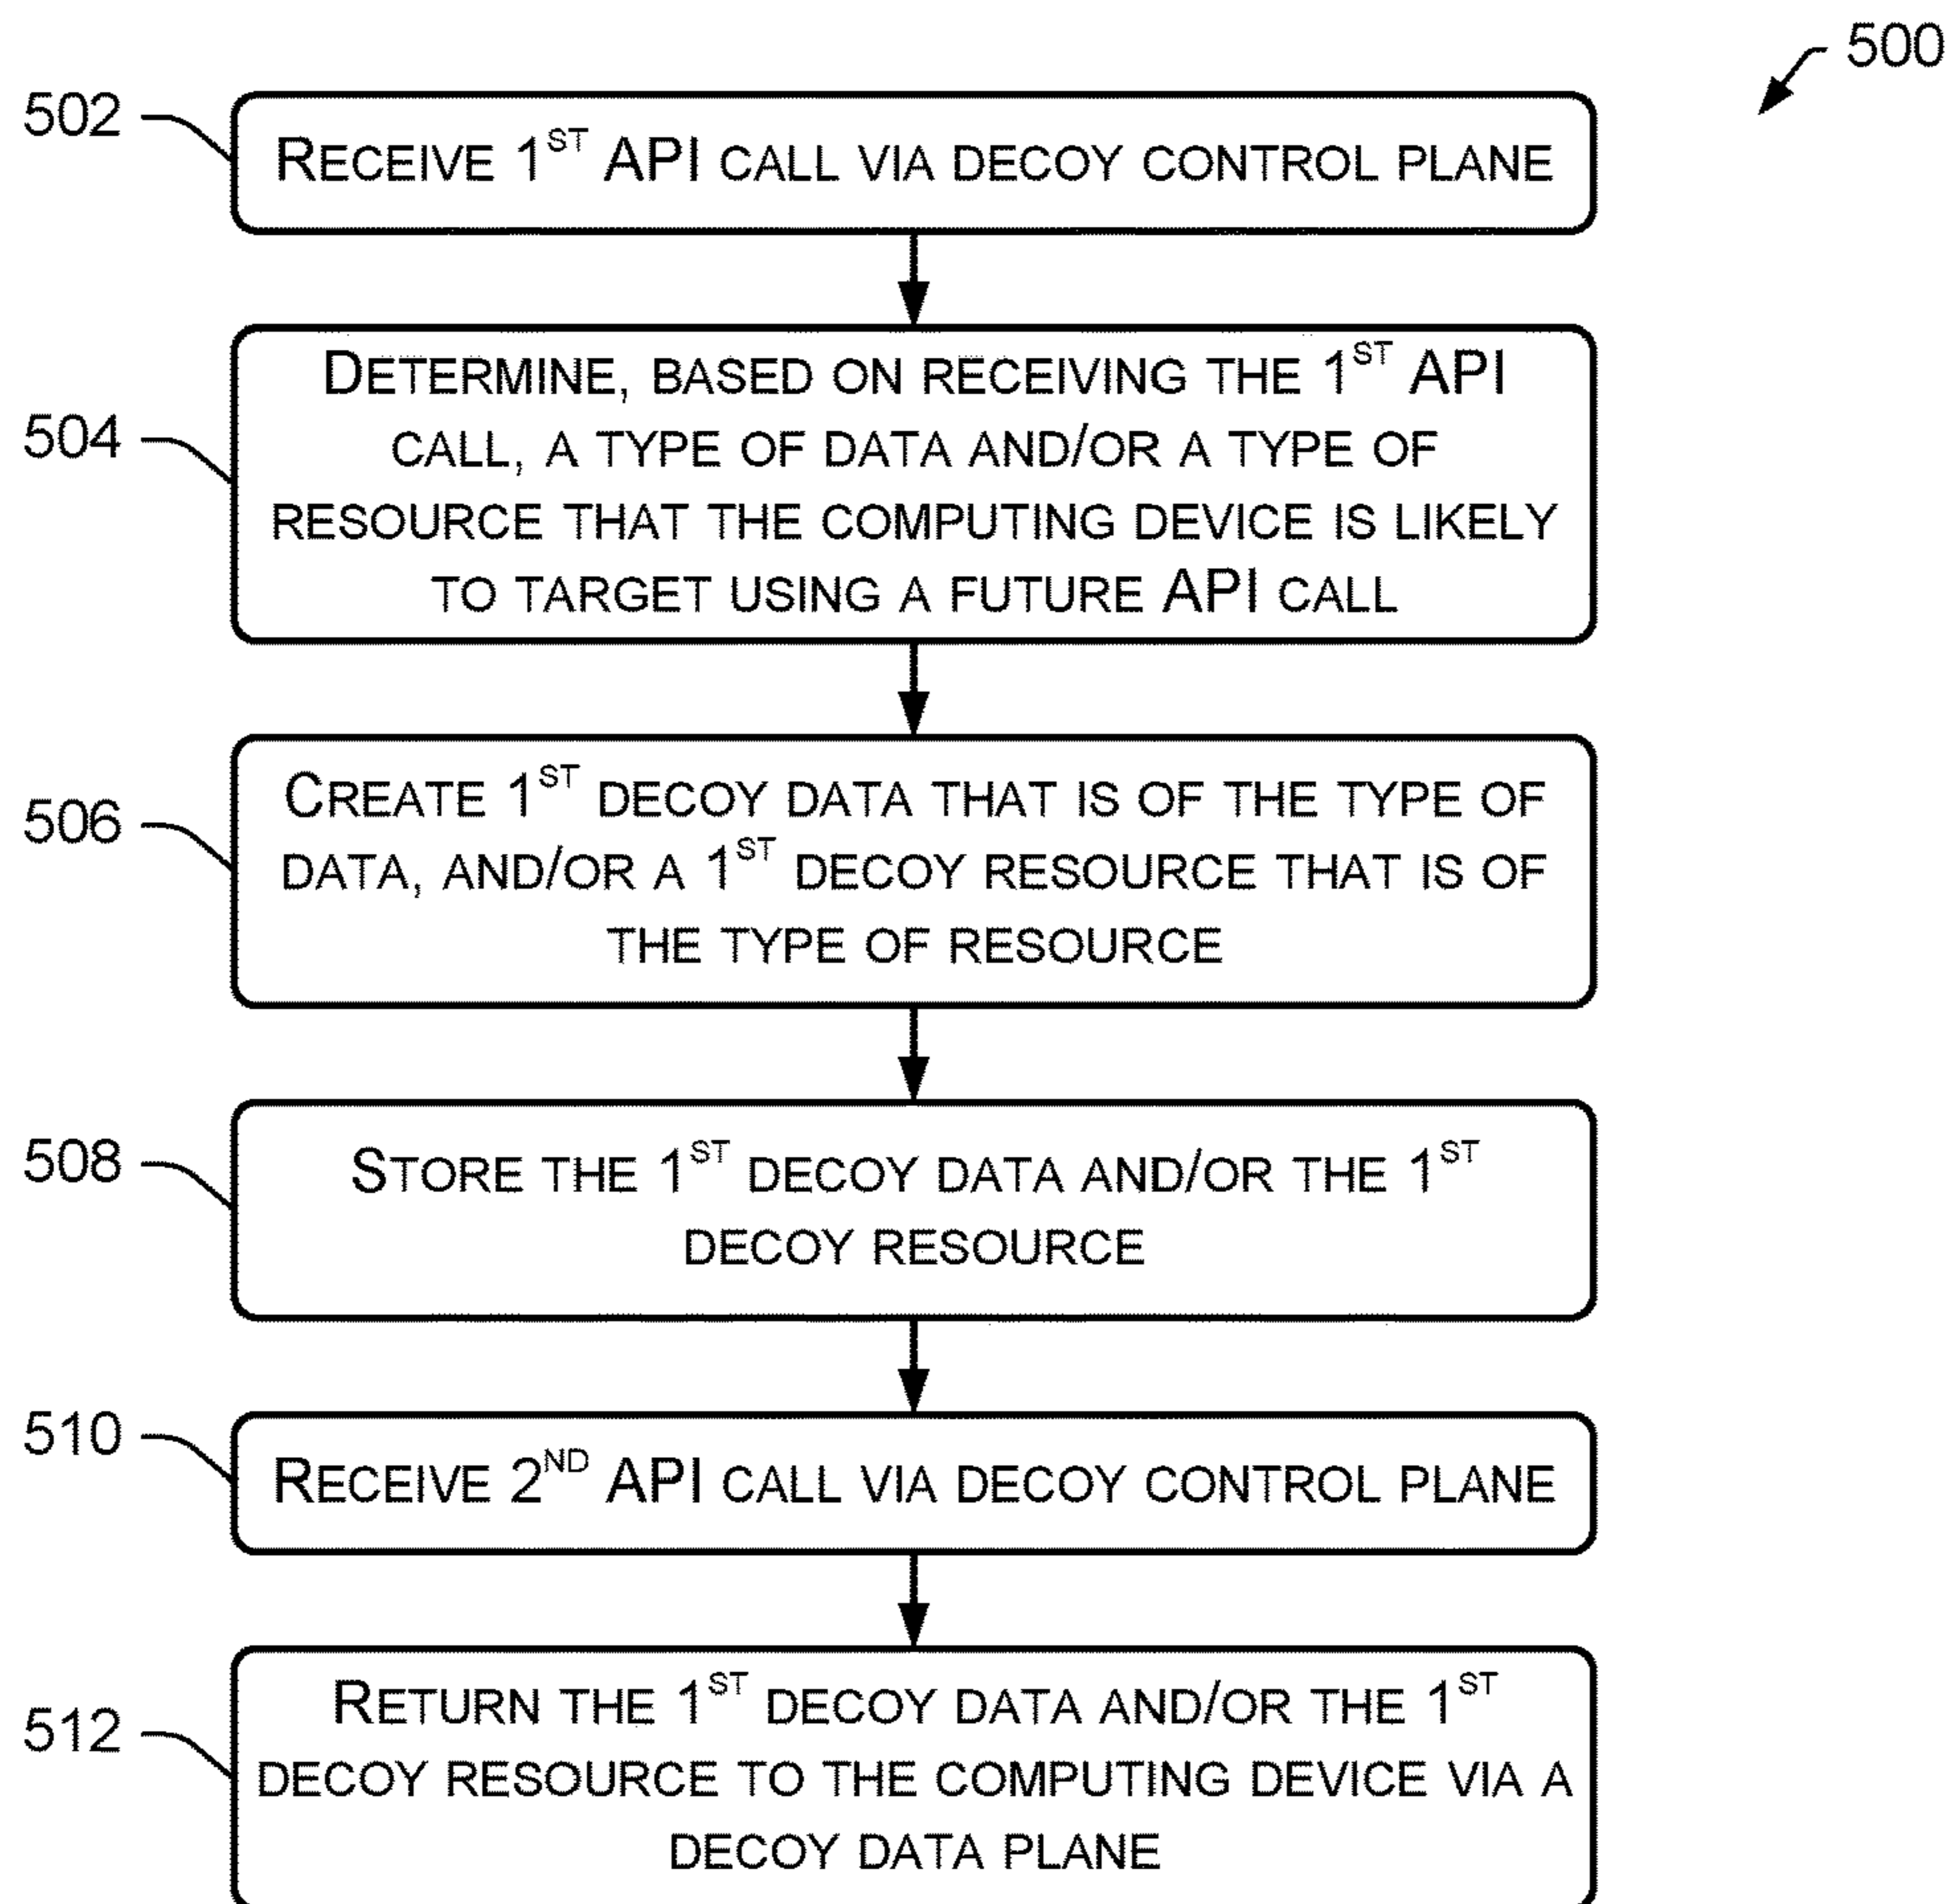 500
502
RECEIVE 1ST API CALL VIA DECOY CONTROL PLANE
504
DETERMINE, BASED ON RECEIVING THE 1ST API
CALL, A TYPE OF DATA AND/OR A TYPE OF
RESOURCE THAT THE COMPUTING DEVICE IS LIKELY
TO TARGET USING A FUTURE API CALL
506
CREATE 1ST DECOY DATA THAT IS OF THE TYPE OF
DATA, AND/OR A 1ST DECOY RESOURCE THAT IS OF
THE TYPE OF RESOURCE
508
STORE THE 1ST DECOY DATA AND/OR THE 1ST
DECOY RESOURCE
510
RECEIVE 2ND API CALL VIA DECOY CONTROL PLANE
512
RETURN THE 1ST DECOY DATA AND/OR THE 1ST
DECOY RESOURCE TO THE COMPUTING DEVICE VIA A
DECOY DATA PLANE